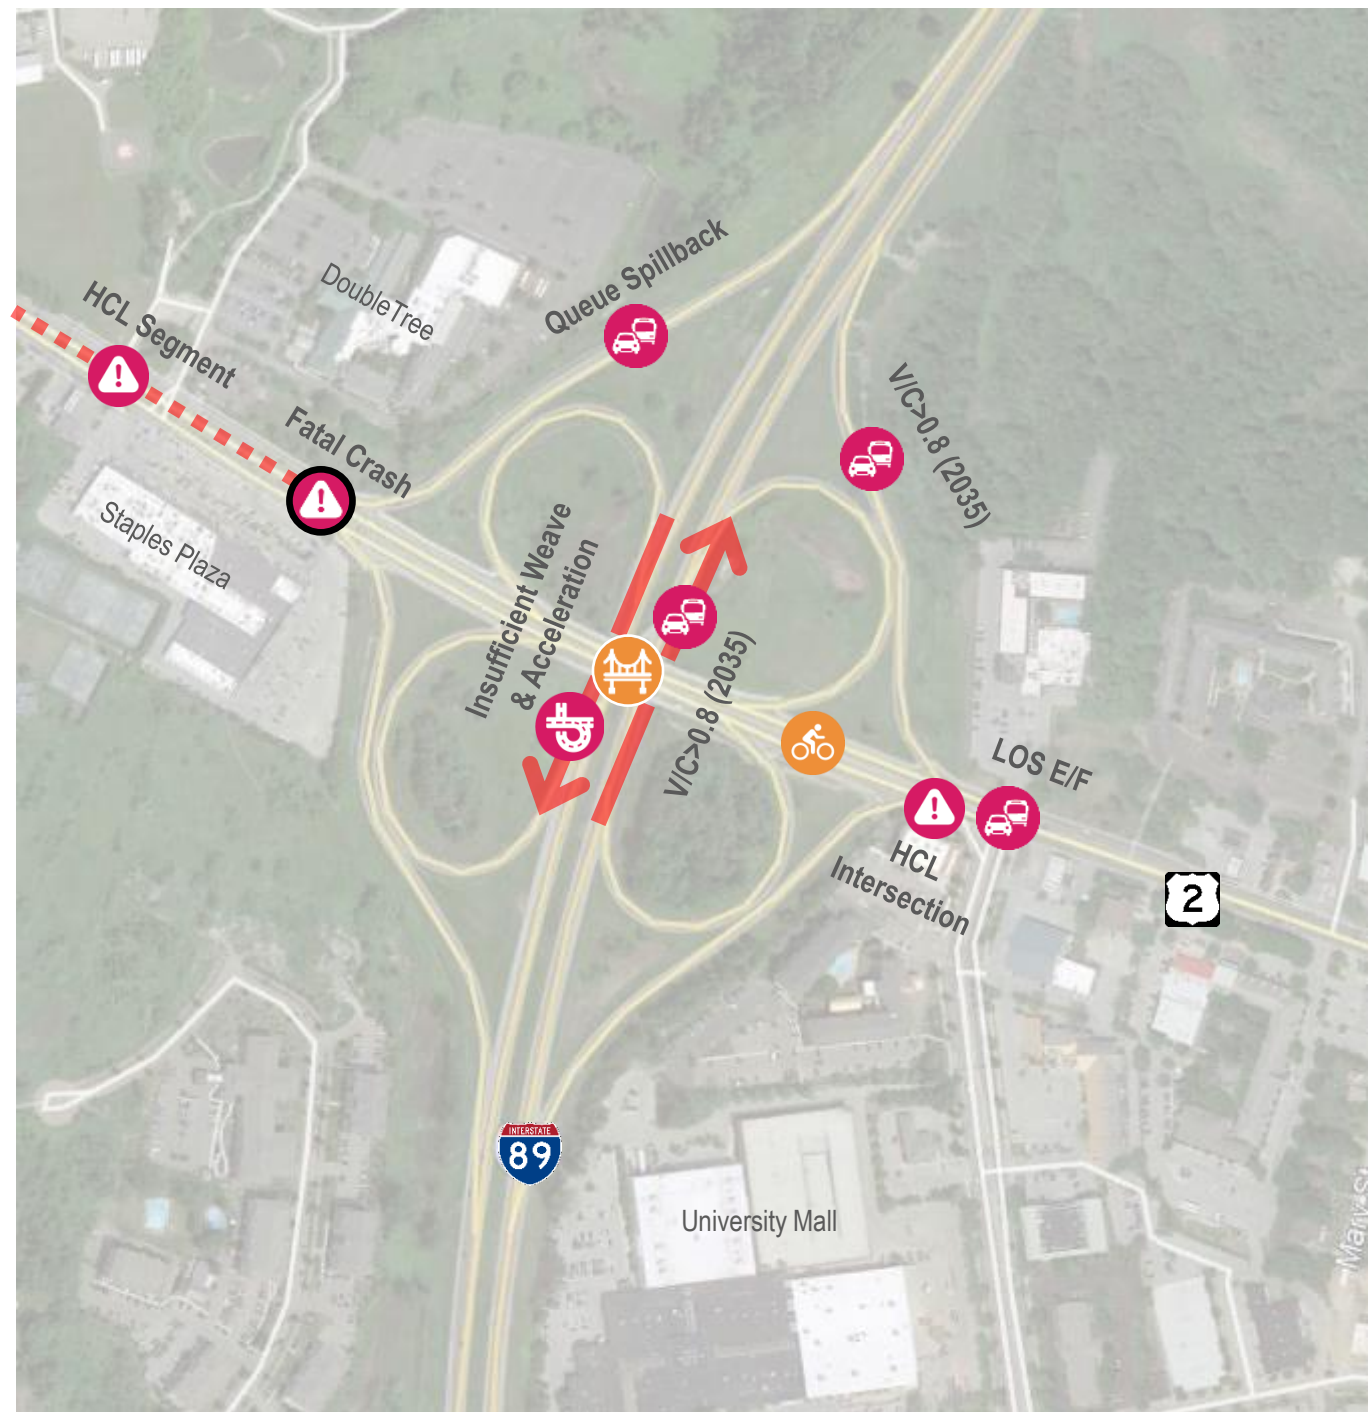 Queue Spillback
DoubleTree
HCL Segment
Fatal Crash
V/C>0.8 (2035)
Staples Plaza
Insufficient Weave
& Acceleration
V/C>0.8 (2035)
LOS E/F
HCL
Intersection
2
INTERSTATE
89
University Mall